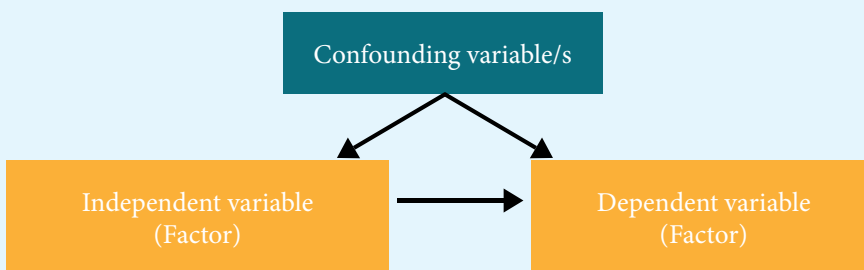 Confounding variable/s
Independent variable
(Factor)
Dependent variable
(Factor)